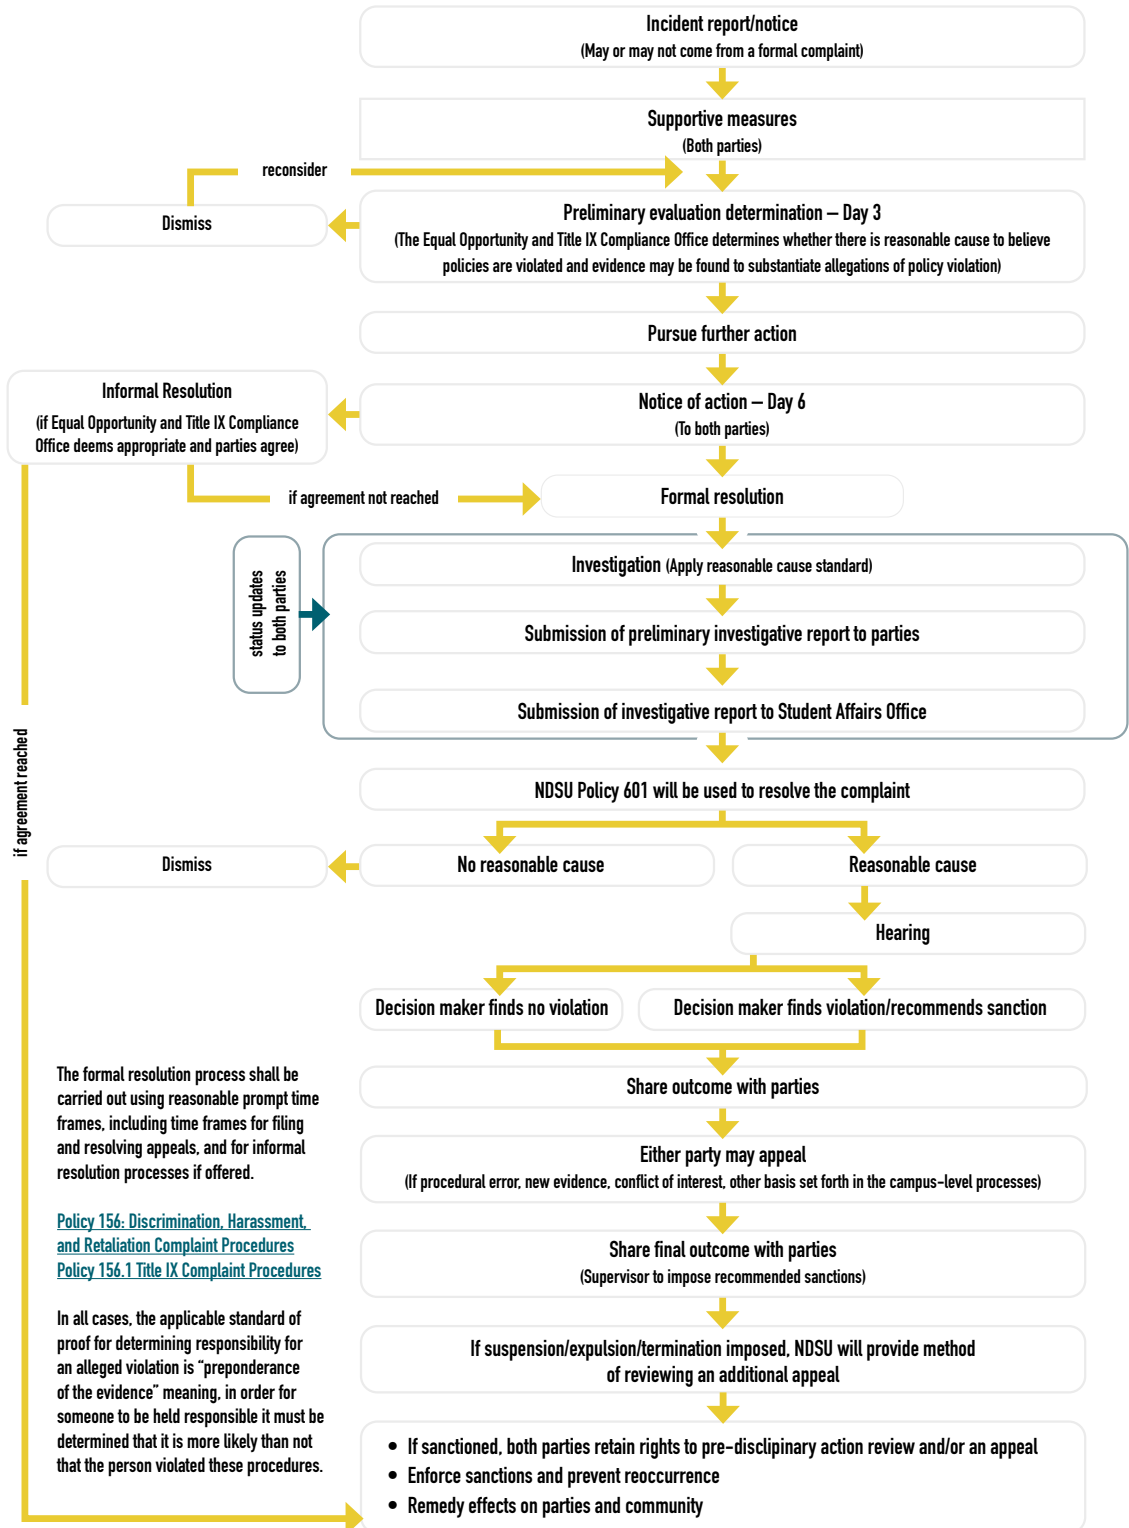 Incident report/notice
(May or may not come from a formal complaint)
Supportive measures
(Both parties)
reconsider
Dismiss
Preliminary evaluation determination – Day 3
(The Equal Opportunity and Title IX Compliance Office determines whether there is reasonable cause to believe
policies are violated and evidence may be found to substantiate allegations of policy violation)
Pursue further action
Informal Resolution
(if Equal Opportunity and Title IX Compliance
Office deems appropriate and parties agree)
Notice of action – Day 6
(To both parties)
if agreement not reached
Formal resolution
status updates
to both parties
Investigation (Apply reasonable cause standard)
Submission of preliminary investigative report to parties
Submission of investigative report to Student Affairs Office
if agreement reached
NDSU Policy 601 will be used to resolve the complaint
Dismiss
No reasonable cause
Reasonable cause
Hearing
Decision maker finds no violation
Decision maker finds violation/recommends sanction
Share outcome with parties
Either party may appeal
(If procedural error, new evidence, conflict of interest, other basis set forth in the campus-level processes)
Share final outcome with parties
(Supervisor to impose recommended sanctions)
If suspension/expulsion/termination imposed, NDSU will provide method
of reviewing an additional appeal
• If sanctioned, both parties retain rights to pre-disclipinary action review and/or an appeal
• Enforce sanctions and prevent reoccurrence
• Remedy effects on parties and community
The formal resolution process shall be
carried out using reasonable prompt time
frames, including time frames for filing
and resolving appeals, and for informal
resolution processes if offered.
Policy 156: Discrimination, Harassment,
and Retaliation Complaint Procedures
Policy 156.1 Title IX Complaint Procedures
In all cases, the applicable standard of
proof for determining responsibility for
an alleged violation is “preponderance
of the evidence” meaning, in order for
someone to be held responsible it must be
determined that it is more likely than not
that the person violated these procedures.